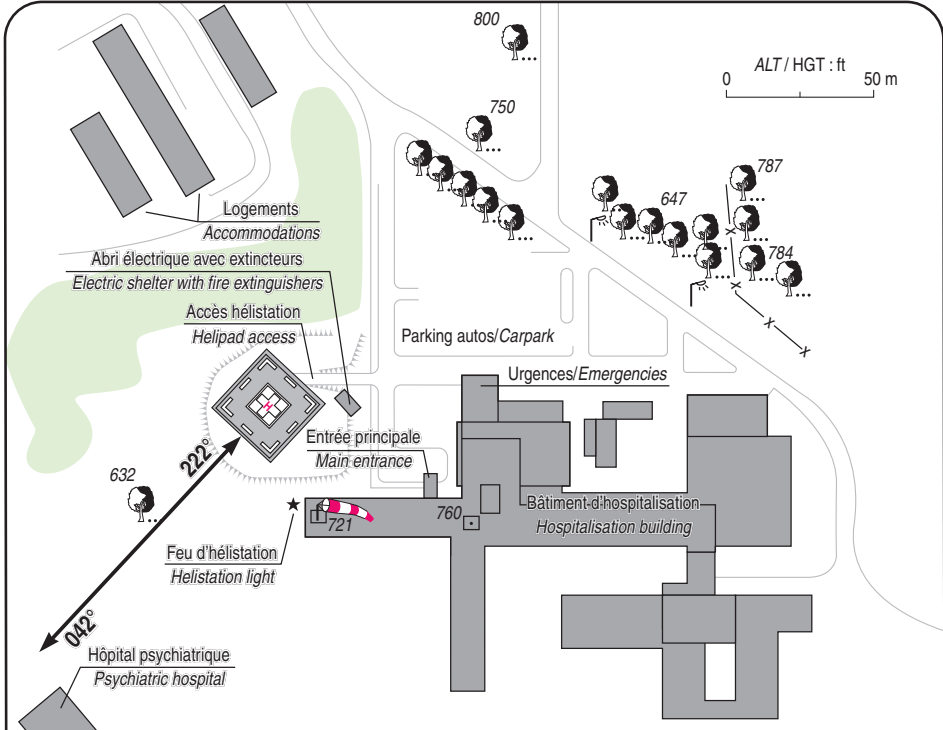 800
ALT / HGT : ft
0 50 m
750
787
647
Logements
Accommodations
784
Abri électrique avec extincteurs
Electric shelter with fire extinguishers
Accès hélistation
Helipad access
Parking autos/Carpark
Urgences/Emergencies
H
Entrée principale
Main entrance
222°
632
Bâtiment d'hospitalisation
Hospitalisation building
760
721
Feu d'hélistation
Helistation light
042°
Hôpital psychiatrique
Psychiatric hospital